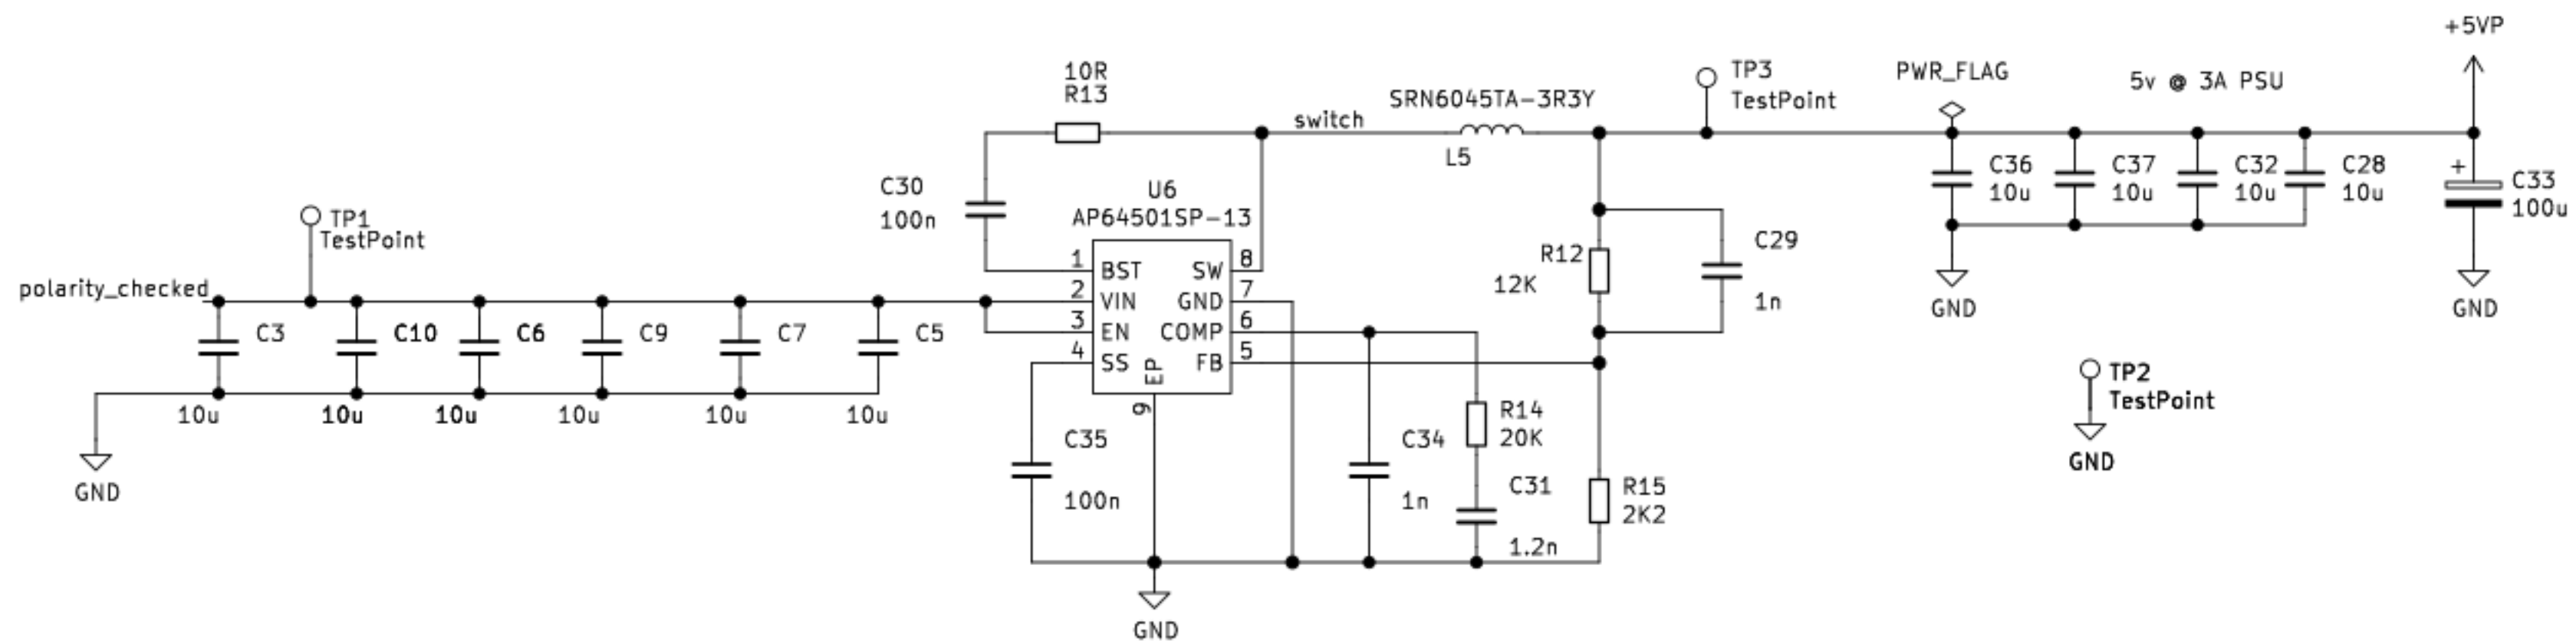 +5VP
10R
R13
TP3
TestPoint
PWR_FLAG
5v @ 3A PSU
SRN6045TA-3R3Y
switch
L5
C36
10u
C37
10u
C32
10u
C28
10u
C33
100u
+
GND
GND
C30
100n
U6
AP64501SP-13
TP1
TestPoint
polarity_checked
C3
C10
C6
C9
C7
C5
10u
10u
10u
10u
10u
10u
GND
1
BST
2
VIN
3
EN
4
SS
EP
9
SW
8
GND
7
COMP
6
FB
5
R12
12K
C29
1n
TP2
TestPoint
GND
C35
100n
C34
1n
R14
20K
C31
1.2n
R15
2K2
GND